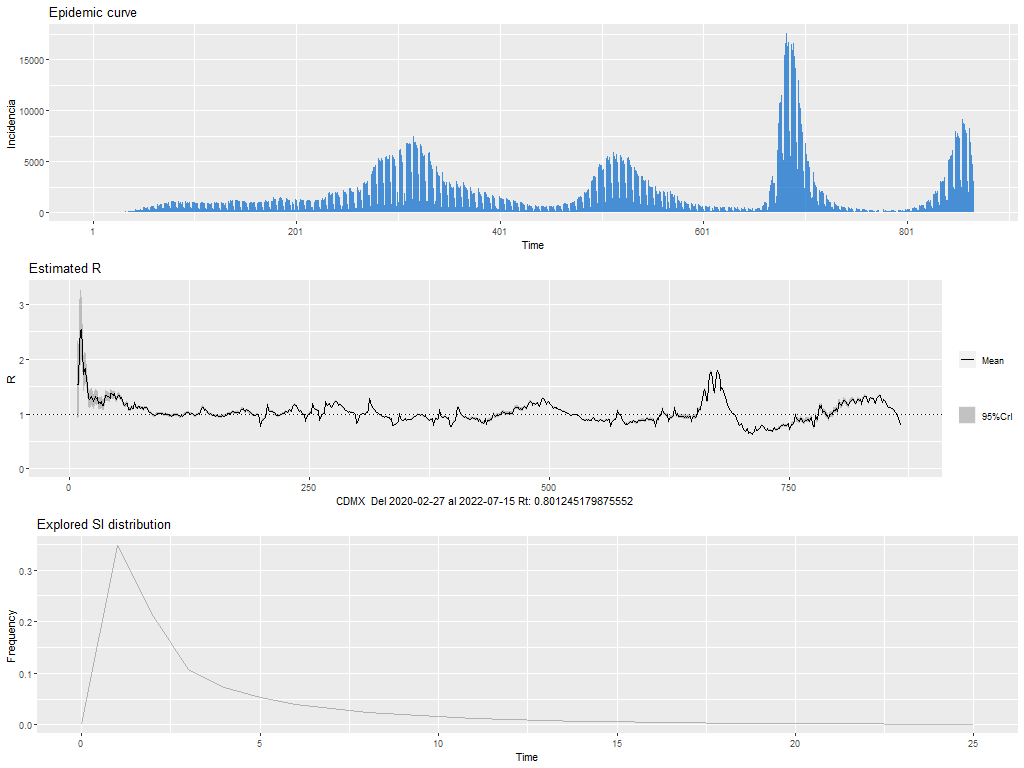 Epidemic curve
Incidencia
15000
10000
5000
0
1
201
401
601
801
Time
Estimated R
R
3
2
1
0
0
250
500
750
CDMX Del 2020-02-27 al 2022-07-15 Rt: 0.801245179875552
Mean
95%CrI
Explored SI distribution
Frequency
0.3
0.2
0.1
0.0
0
5
10
15
20
25
Time